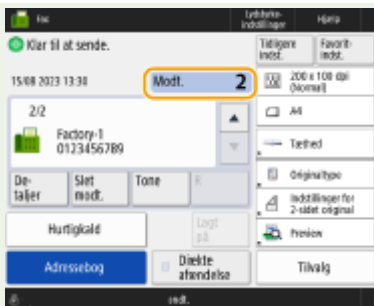 Fax
Lydstyrke-
indstillinger
Hjælp
Klar til at sende.
Tidligere
indst.
Favorit-
indst.
15/08 2023 13:30
Modt.
2
200 x 100 dpi
(Normal)
2/2
A4
Factory-1
0123456789
Tæthed
De-
taljer
Slet
modt.
Tone
R
Originaltype
Indstillinger for
2-sidet original
Hurtigkald
Lagt
på
Preview
Adressebog
Direkte
afsendelse
Tilvalg
indt.